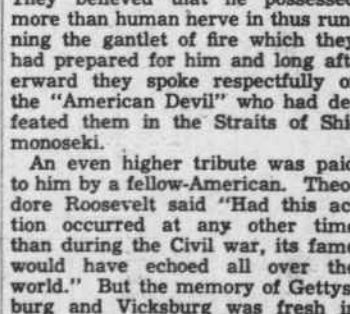 They believed that he possessed
more than human nerve in thus run-
ning the gantlet of fire which they
had prepared for him and long aft-
erward they spoke respectfully o
the "American Devil" who had de-
feated them in the Straits of Shi-
monoseki.
An even higher tribute was paid
to him by a fellow-American. Theo-
dore Roosevelt said "Had this ac-
tion occurred at any other time
than during the Civil war, its fame
would have echoed all over the
world." But the memory of Gettys-
burg and Vicksburg was fresh in